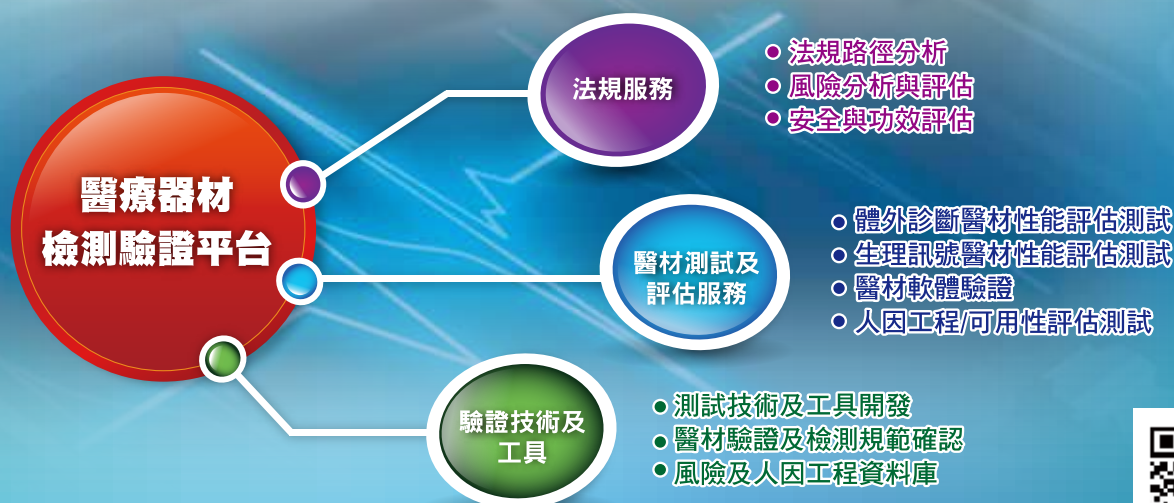 醫療器材
檢測驗證平台
法規服務
法規路徑分析
風險分析與評估
安全與功效評估
醫材測試及
評估服務
體外診斷醫材性能評估測試
生理訊號醫材性能評估測試
醫材軟體驗證
人因工程/可用性評估測試
驗證技術及
工具
測試技術及工具開發
醫材驗證及檢測規範確認
風險及人因工程資料庫